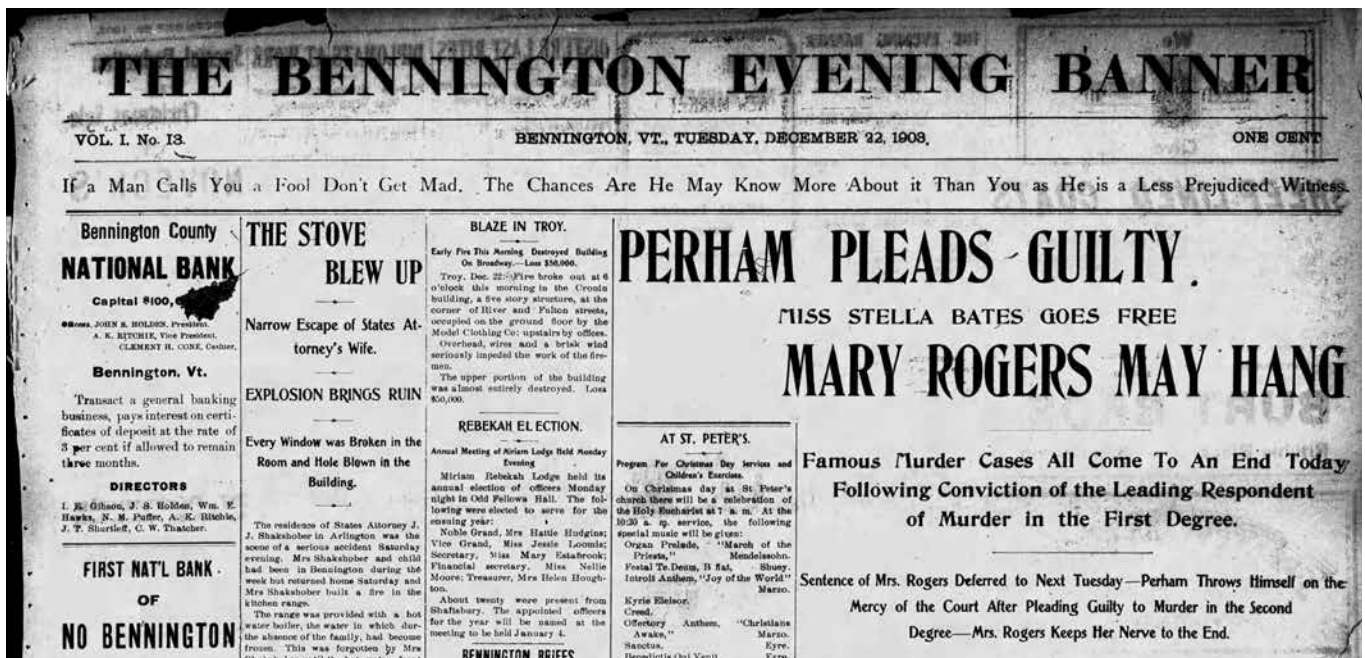 THE BENNINGTON EVENING BANNER
VOL. I. No. 13.
BENNINGTON, VT., TUESDAY, DECEMBER 22, 1903.
ONE CENT
If a Man Calls You a Fool Don't Get Mad. The Chances Are He May Know More About it Than You as He is a Less Prejudiced Witness.
Bennington County
NATIONAL BANK
Capital $100,
JOHN S. HOLDEN, President.
A. K. RITCHIE, Vice President.
CLEMENT H. CONE, Cashier,
Bennington, Vt.
Transact a general banking
business, pays interest on certi-
ficates of deposit at the rate of
3 per cent if allowed to remain
three months.
DIRECTORS
I. E. Gibson, J. S. Holden, Wm. E.
Hawks, N. M. Puffer, A. K. Ritchie,
J. T. Shurtleff, C. W. Thatcher.
FIRST NAT'L BANK
OF
NO BENNINGTON
THE STOVE
BLEW UP
Narrow Escape of States At-
torney's Wife.
EXPLOSION BRINGS RUIN
Every Window was Broken in the
Room and Hole Blown in the
Building.
The residence of States Attorney J.
J. Shakshober in Arlington was the
scene of a serious accident Saturday
evening. Mrs Shakshober and child
had been in Bennington during the
week but returned home Saturday and
Mrs Shakshober built a fire in the
kitchen range.
The range was provided with a hot
water boiler, the water in which dur-
the absence of the family, had become
frozen. This was forgotten by Mrs
BLAZE IN TROY.
Early Fire This Morning Destroyed Building
On Broadway.—Loss $50,000.
Troy, Dec. 22:-Fire broke out at 6
o'clock this morning in the Cronin
building, a five story structure, at the
corner of River and Fulton streets,
occupied on the ground floor by the
Model Clothing Co: upstairs by offices.
Overhead, wires and a brisk wind
seriously impeded the work of the fire-
men.
The upper portion of the building
was almost entirely destroyed. Loss
$50,000.
REBEKAH ELECTION.
Annual Meeting of Miriam Lodge Held Monday
Evening
Miriam Rebekah Lodge held its
annual election of officers Monday
night in Odd Fellows Hall. The fol-
lowing were elected to serve for the
ensuing year:
Noble Grand, Mrs Hattie Hudgins;
Vice Grand, Miss Jessie Loomis;
Secretary, Miss Mary Estabrook;
Financial secretary, Miss Nellie
Moore; Treasurer, Mrs Helen Hough-
ton.
About twenty were present from
Shaftsbury. The appointed officers
for the year will be named at the
meeting to be held January 4.
BENNINGTON BRIEFS
PERHAM PLEADS GUILTY.
MISS STELLA BATES GOES FREE
MARY ROGERS MAY HANG
AT ST. PETER'S.
Program For Christmas Day Services and
Children's Exercises.
On Christmas day at St Peter's
church there will be a celebration of
the Holy Eucharist at 7 a. m. At the
10:30 a. m. service, the following
special music will be given:
Organ Prelude, "March of the
Priests," Mendelssohn.
Festal Te Deum, B flat, Shuey.
Introit Anthem, "Joy of the World"
Marzo.
Kyrie Eleison,
Creed.
Offertory Anthem, "Christians
Awake," Marzo.
Sanctus, Eyre.
Benedictis Qui Venit, Eyre.
Famous Murder Cases All Come To An End Today
Following Conviction of the Leading Respondent
of Murder in the First Degree.
Sentence of Mrs. Rogers Deferred to Next Tuesday—Perham Throws Himself on the
Mercy of the Court After Pleading Guilty to Murder in the Second
Degree—Mrs. Rogers Keeps Her Nerve to the End.